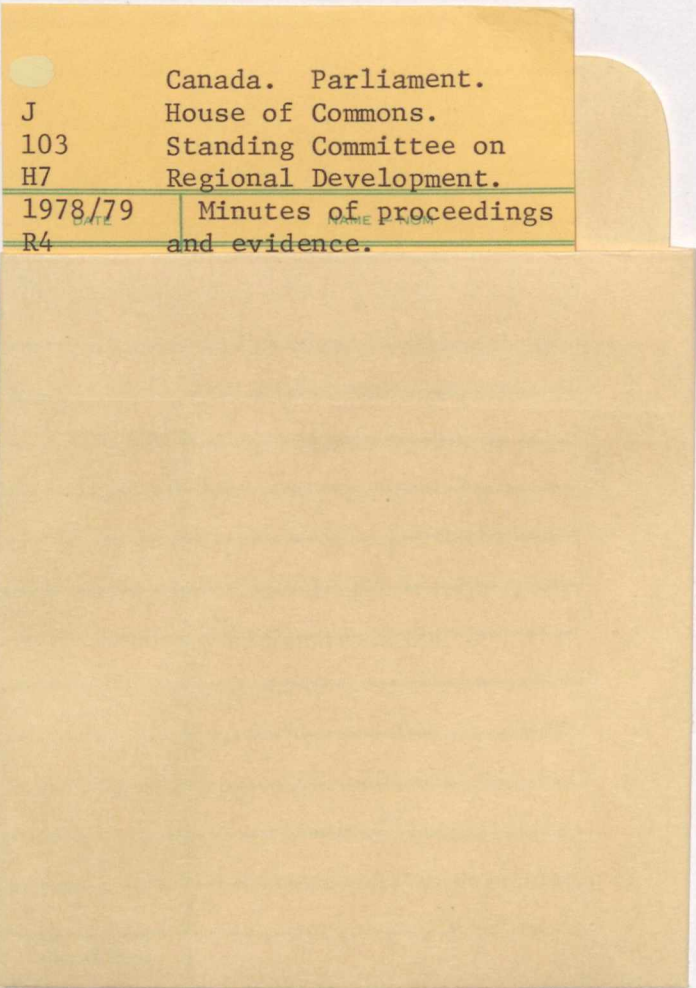 Canada. Parliament.
J House of Commons.
103 Standing Committee on
H7 Regional Development.
1978/79 Minutes of proceedings
DATE NAME - NOM
R4 and evidence.